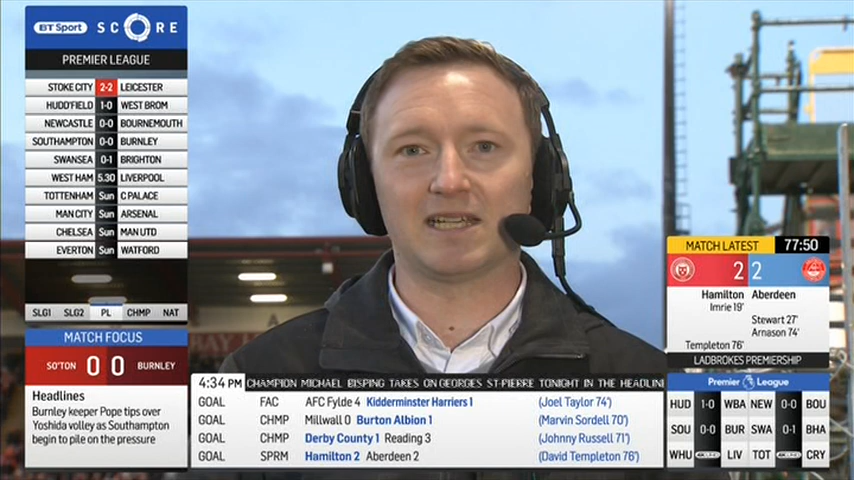 BT Sport SCORE
PREMIER LEAGUE
STOKE CITY 2-2 LEICESTER
HUDD'FIELD 1-0 WEST BROM
NEWCASTLE 0-0 BOURNEMOUTH
SOUTHAMPTON 0-0 BURNLEY
SWANSEA 0-1 BRIGHTON
WEST HAM 5.30 LIVERPOOL
TOTTENHAM Sun C PALACE
MAN CITY Sun ARSENAL
CHELSEA Sun MAN UTD
EVERTON Sun WATFORD
SLG1 SLG2 PL CHMP NAT
MATCH FOCUS
SO'TON 0 0 BURNLEY
Headlines
Burnley keeper Pope tips over
Yoshida volley as Southampton
begin to pile on the pressure
4:34 PM CHAMPION MICHAEL BISPING TAKES ON GEORGES ST-PIERRE TONIGHT IN THE HEADLIN
GOAL FAC AFC Fylde 4 Kidderminster Harriers 1 (Joel Taylor 74')
GOAL CHMP Millwall 0 Burton Albion 1 (Marvin Sordell 70')
GOAL CHMP Derby County 1 Reading 3 (Johnny Russell 71')
GOAL SPRM Hamilton 2 Aberdeen 2 (David Templeton 76')
MATCH LATEST 77:50
2 2
Hamilton Aberdeen
Imrie 19'
Stewart 27'
Arnason 74'
Templeton 76'
LADBROKES PREMIERSHIP
Premier League
HUD 1-0 WBA NEW 0-0 BOU
SOU 0-0 BUR SWA 0-1 BHA
WHU LIV TOT CRY